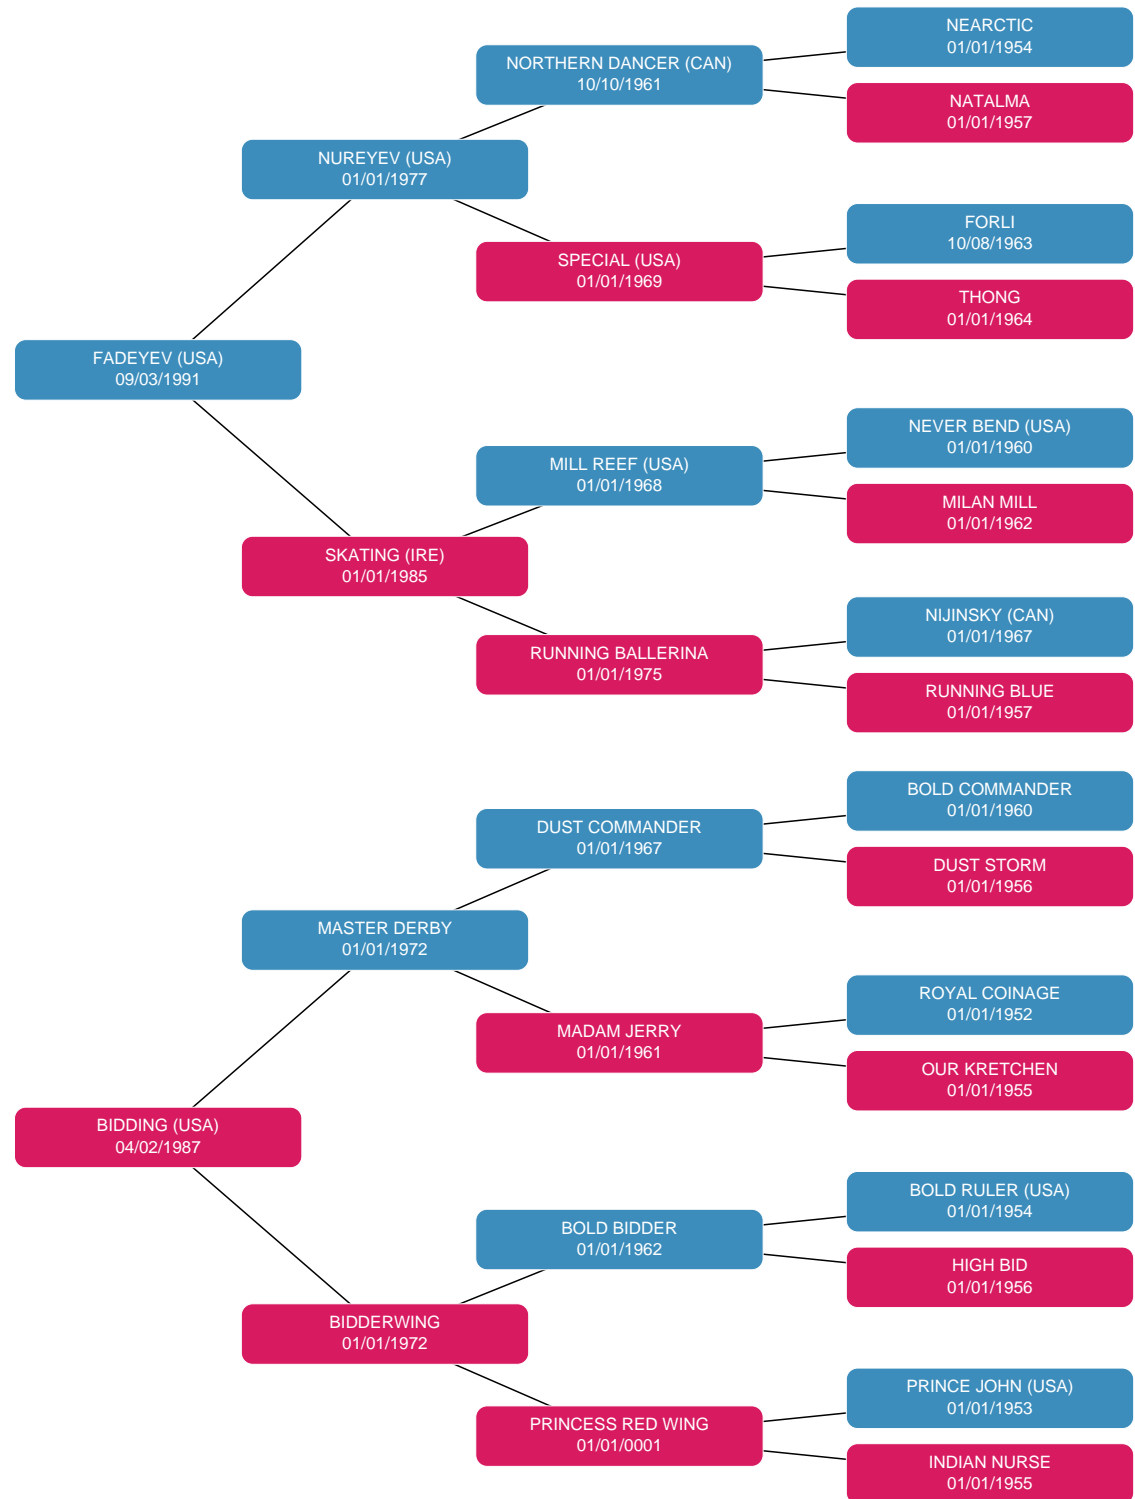 NEARCTIC
01/01/1954
NORTHERN DANCER (CAN)
10/10/1961
NATALMA
01/01/1957
NUREYEV (USA)
01/01/1977
FORLI
10/08/1963
SPECIAL (USA)
01/01/1969
THONG
01/01/1964
FADEYEV (USA)
09/03/1991
NEVER BEND (USA)
01/01/1960
MILL REEF (USA)
01/01/1968
MILAN MILL
01/01/1962
SKATING (IRE)
01/01/1985
NIJINSKY (CAN)
01/01/1967
RUNNING BALLERINA
01/01/1975
RUNNING BLUE
01/01/1957
BOLD COMMANDER
01/01/1960
DUST COMMANDER
01/01/1967
DUST STORM
01/01/1956
MASTER DERBY
01/01/1972
ROYAL COINAGE
01/01/1952
MADAM JERRY
01/01/1961
OUR KRETCHEN
01/01/1955
BIDDING (USA)
04/02/1987
BOLD RULER (USA)
01/01/1954
BOLD BIDDER
01/01/1962
HIGH BID
01/01/1956
BIDDERWING
01/01/1972
PRINCE JOHN (USA)
01/01/1953
PRINCESS RED WING
01/01/0001
INDIAN NURSE
01/01/1955